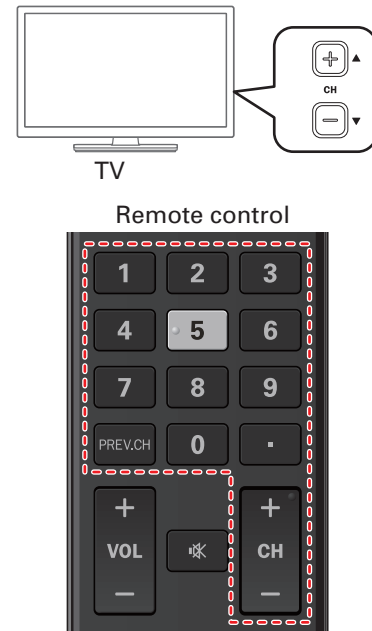 + ▲
CH
− ▼
TV
Remote control
1 2 3
4 5 6
7 8 9
PREV.CH 0 ·
+ +
VOL CH
− −